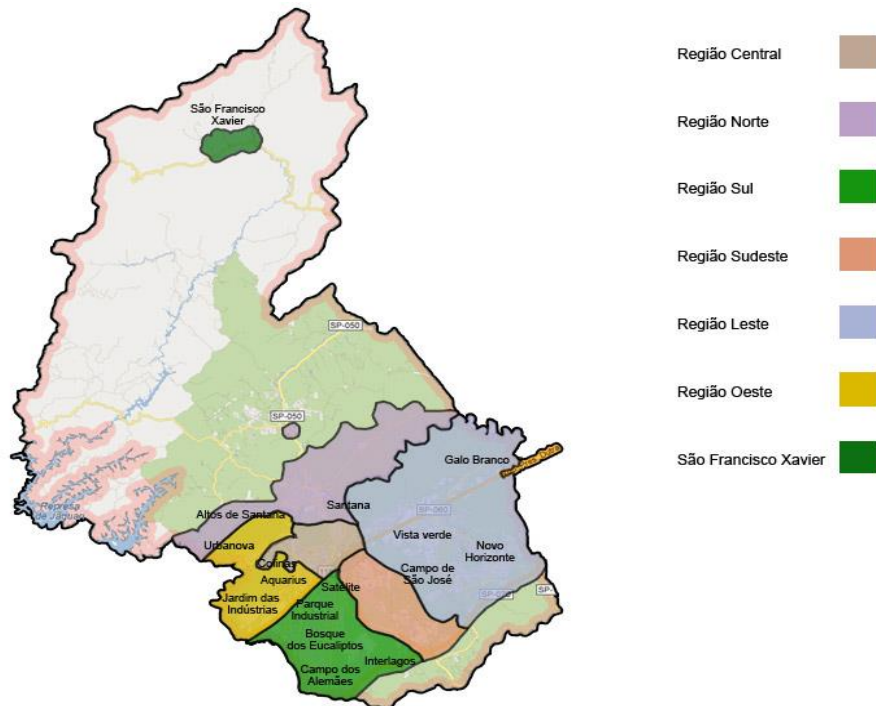 São Francisco
Xavier
SP-050
SP-050
Represa
de Jaguari
Galo Branco
Altos de Santana
Santana
SP-060
Urbanova
Vista verde
Novo
Horizonte
Colinas
Aquarius
Satélite
Campo de
São José
Jardim das
Indústrias
Parque
Industrial
SP-
Bosque
dos Eucaliptos
Interlagos
Campo dos
Alemães
Região Central
Região Norte
Região Sul
Região Sudeste
Região Leste
Região Oeste
São Francisco Xavier